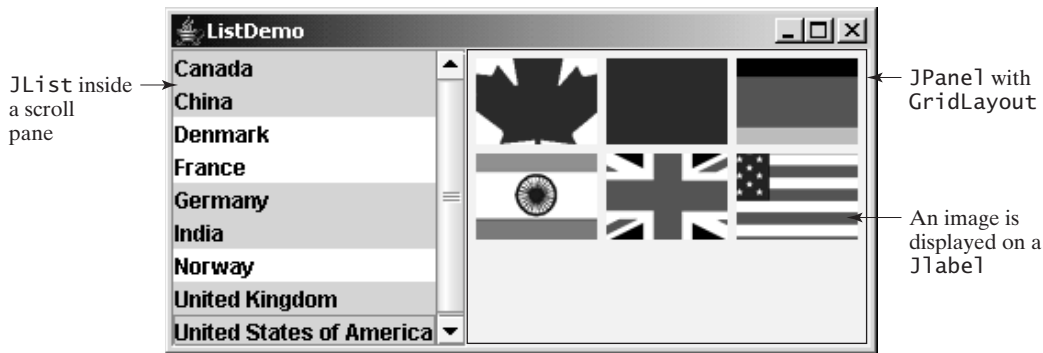 ListDemo
JList inside
a scroll
pane
Canada
China
Denmark
France
Germany
India
Norway
United Kingdom
United States of America
JPanel with
GridLayout
An image is
displayed on a
Jlabel